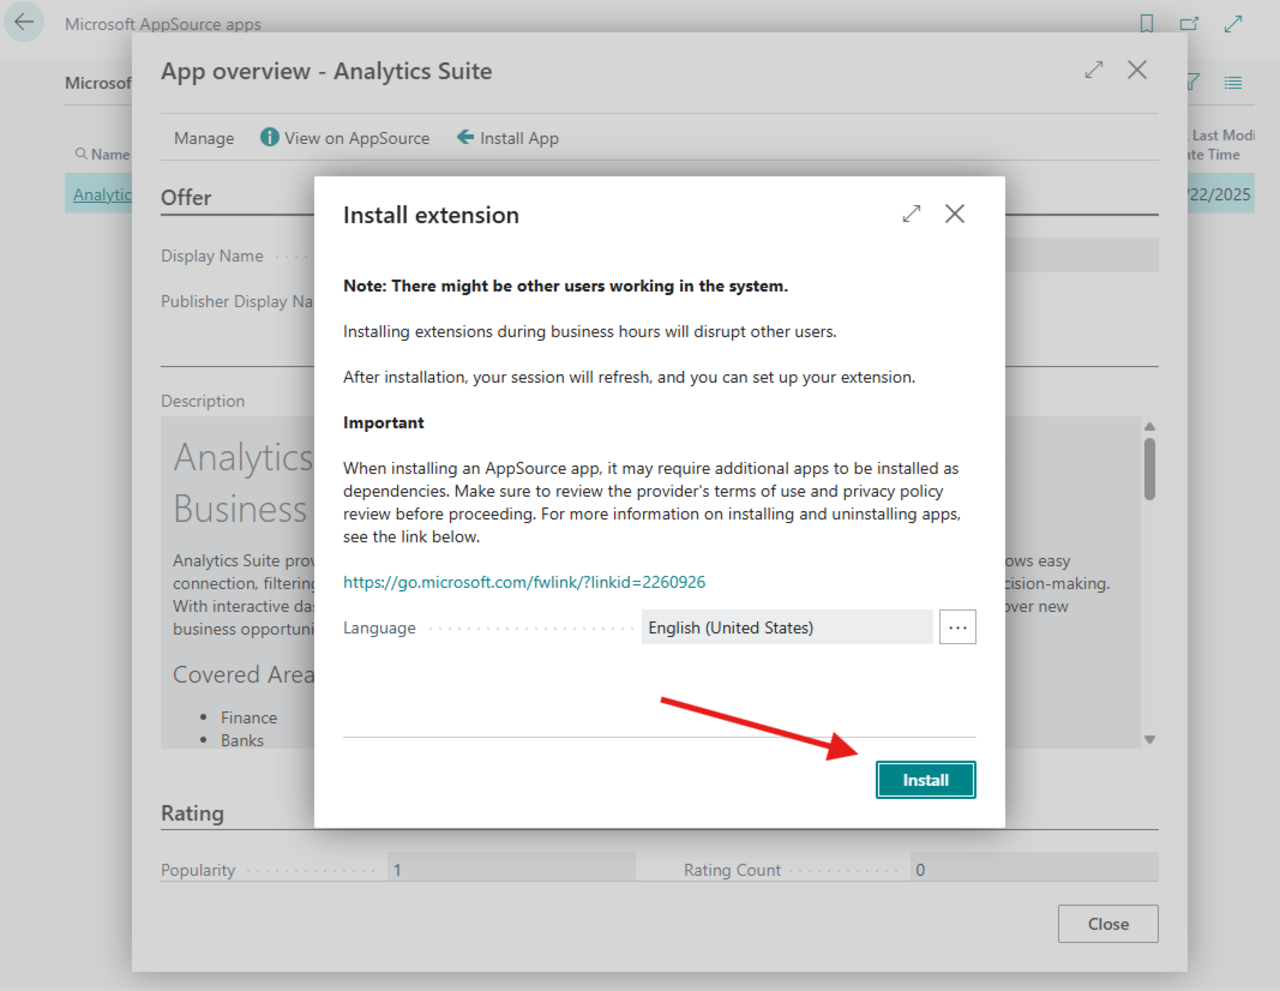 Microsoft AppSource apps
App overview - Analytics Suite
Microsof
Manage
View on AppSource
Install App
Last Modi
te Time
Name
Analytic
/22/2025
Offer
Display Name
Publisher Display Na
Install extension
Note: There might be other users working in the system.
Installing extensions during business hours will disrupt other users.
After installation, your session will refresh, and you can set up your extension.
Important
When installing an AppSource app, it may require additional apps to be installed as
dependencies. Make sure to review the provider's terms of use and privacy policy
review before proceeding. For more information on installing and uninstalling apps,
see the link below.
https://go.microsoft.com/fwlink/?linkid=2260926
Language
English (United States)
Install
Description
Analytics
Business
Analytics Suite prov
ows easy
connection, filtering
cision-making.
With interactive da
over new
business opportuni
Covered Area
• Finance
• Banks
Rating
Popularity
1
Rating Count
0
Close